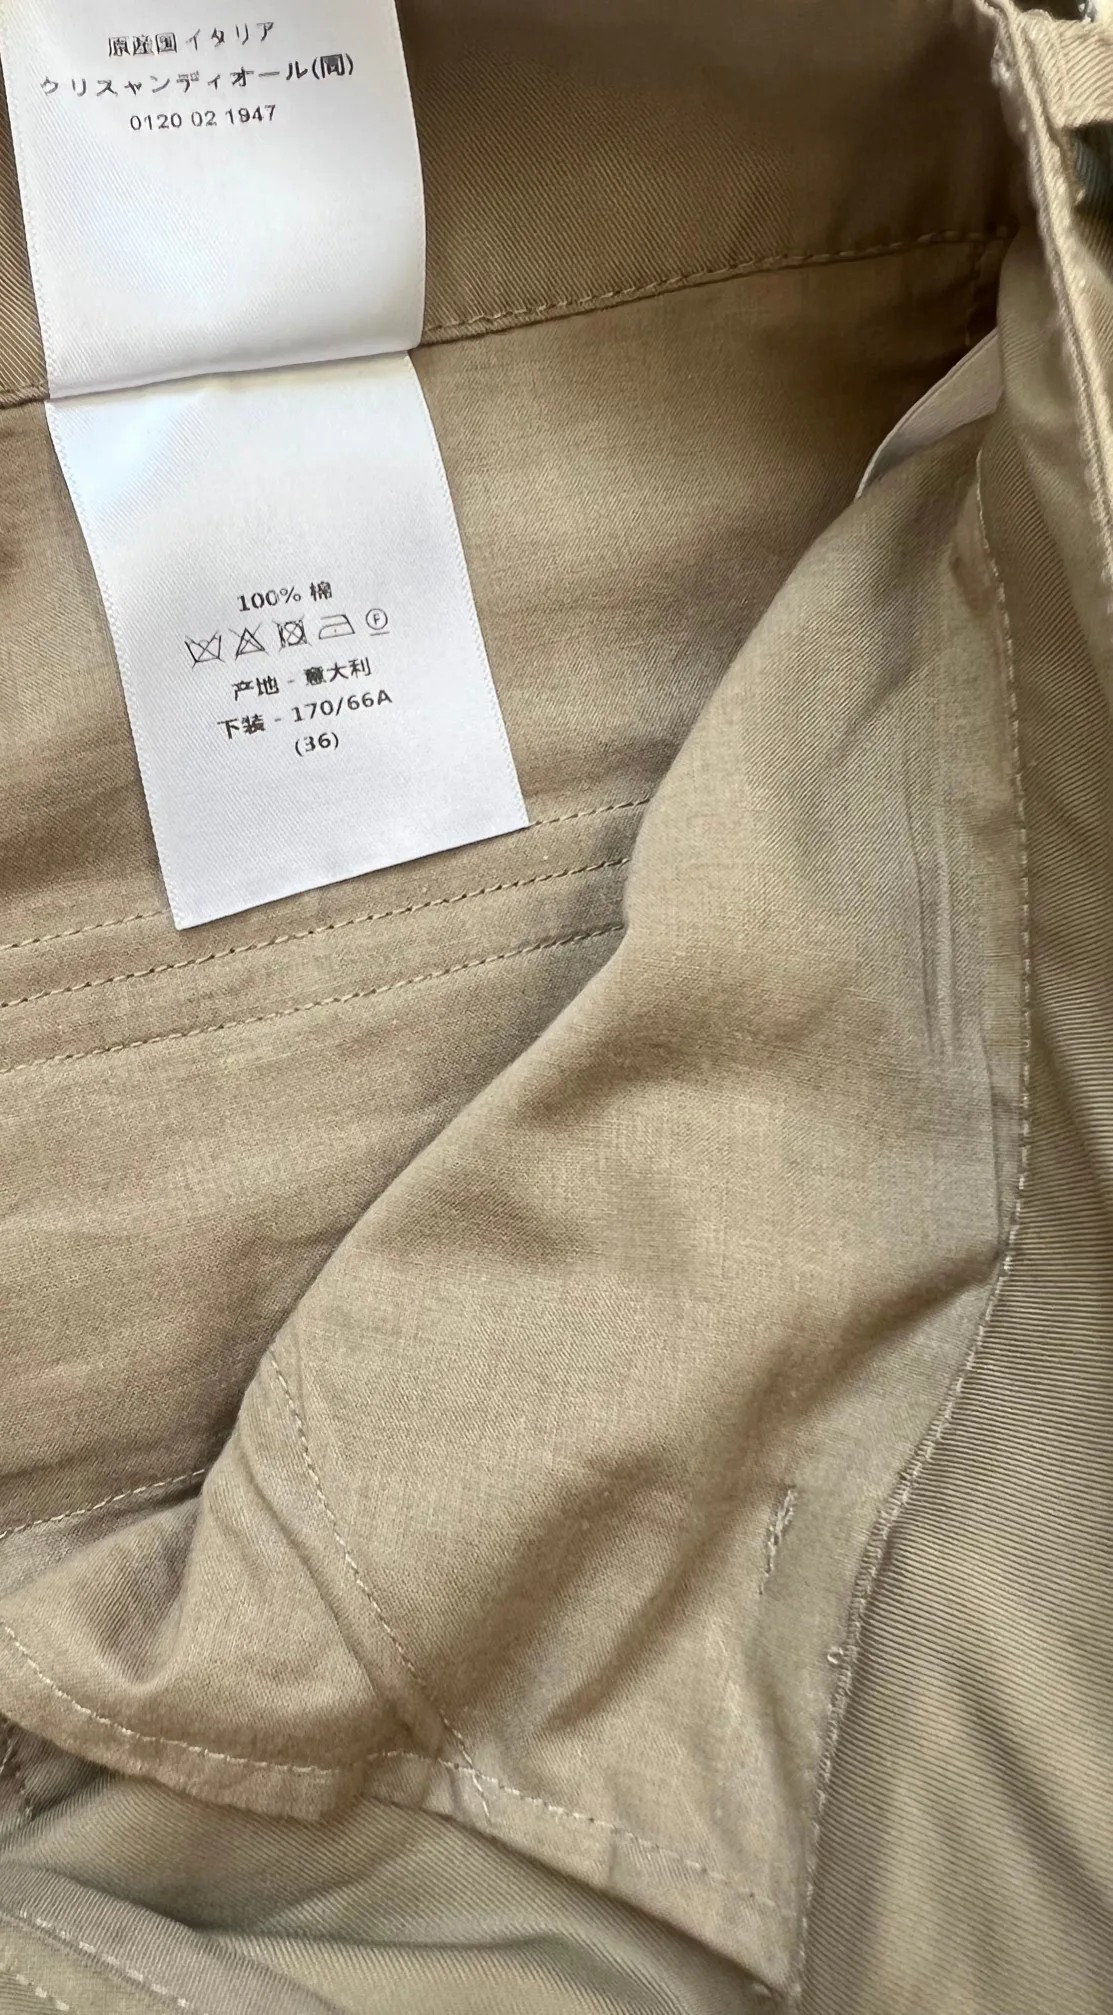 原産国イタリア
クリスャンディオール(同)
0120 02 1947
100% 棉
F
产地 - 意大利
下装 - 170/66A
(36)